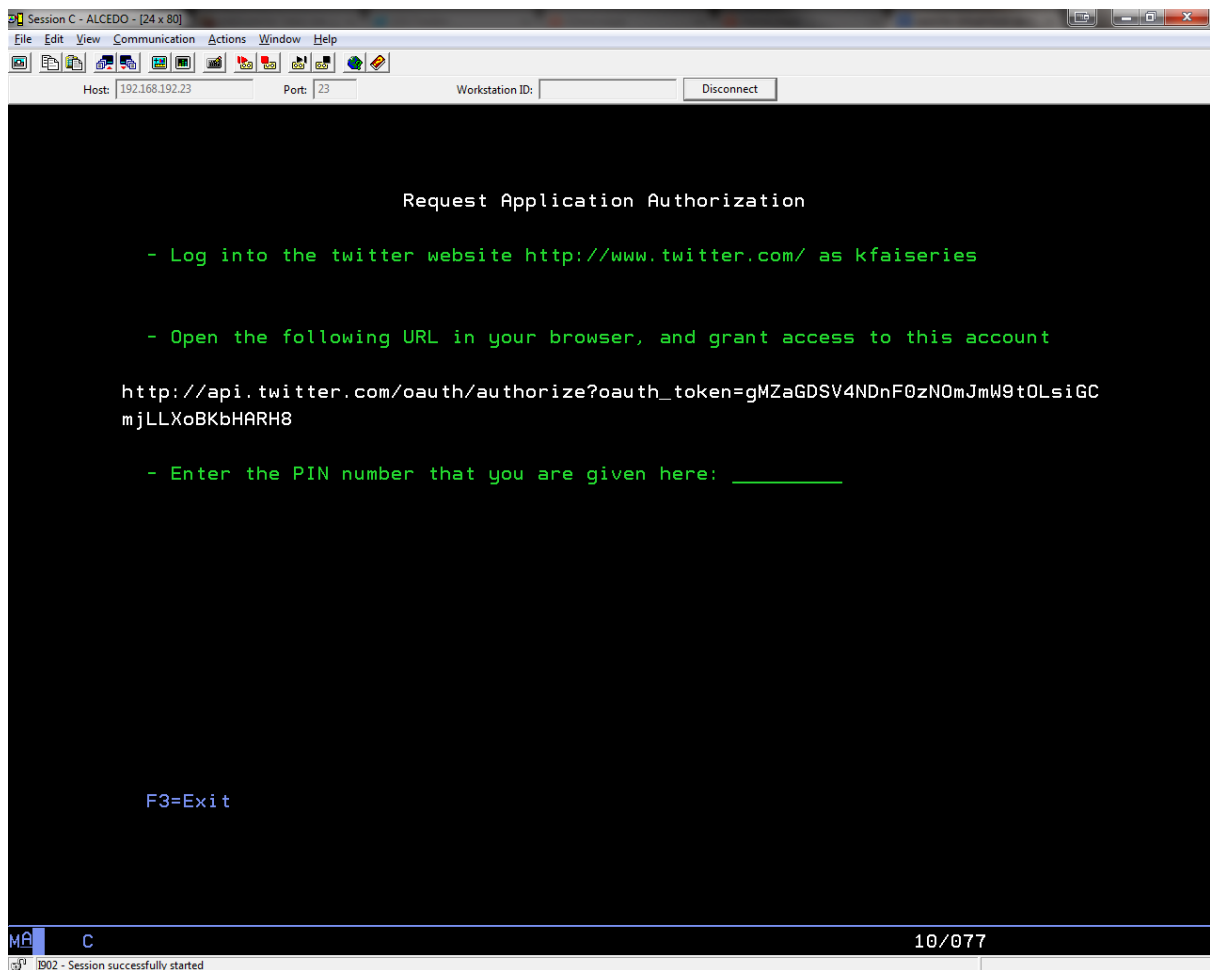 Session C - ALCEDO - [24 x 80]
File Edit View Communication Actions Window Help
Host: 192.168.192.23 Port: 23 Workstation ID: Disconnect
Request Application Authorization
- Log into the twitter website http://www.twitter.com/ as kfaiseries
- Open the following URL in your browser, and grant access to this account
http://api.twitter.com/oauth/authorize?oauth_token=gMZaGDSV4NDnF0zNOmJmW9tOLsiGC
mjLLXoBKbHARH8
- Enter the PIN number that you are given here:
F3=Exit
MA C 10/077
I902 - Session successfully started